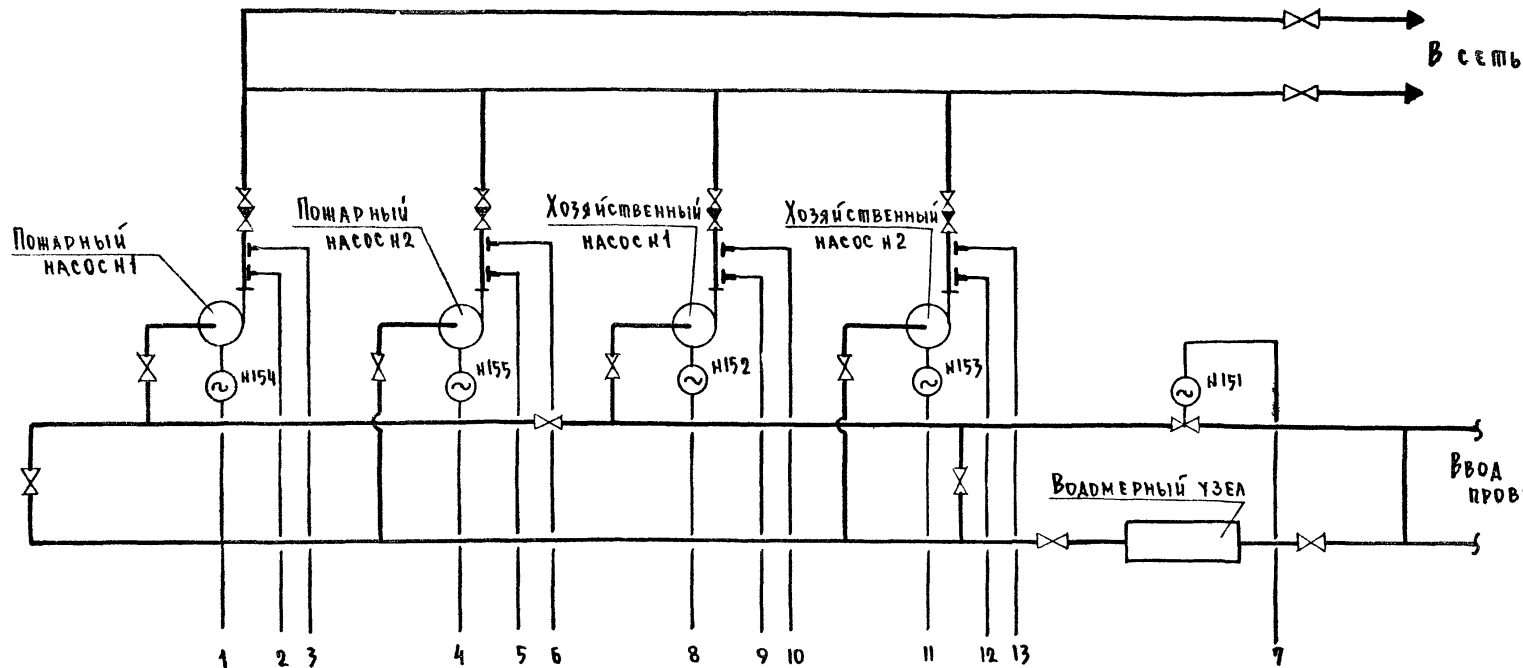 В сеть
Пожарный
насос н1
Пожарный
насос н2
Хозяйственный
насос н1
Хозяйственный
насос н2
н154
н155
н152
н153
н151
Водомерный узел
Ввод
пров
1 2 3 4 5 6 8 9 10 11 12 13 7